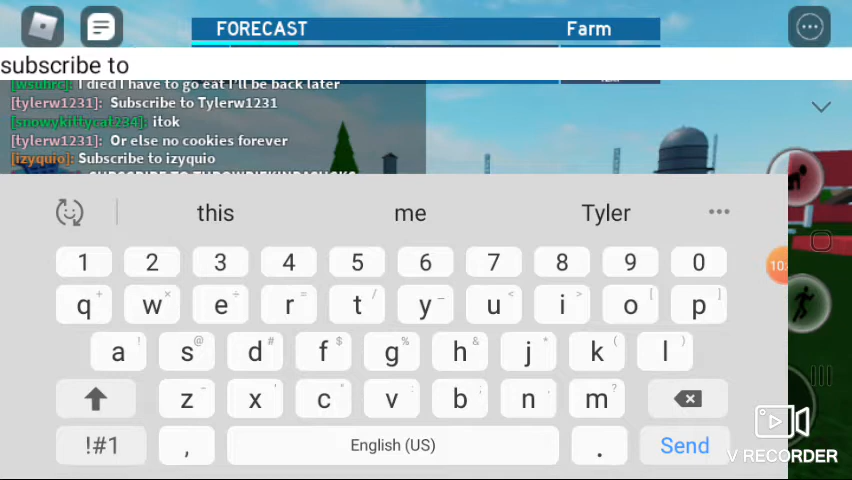 FORECAST
Farm
subscribe to
I died I have to go eat I'll be back later
[tylerw1231]: Subscribe to Tylerw1231
[snowykittycat234]: itok
[tylerw1231]: Or else no cookies forever
[izyquio]: Subscribe to izyquio
this me Tyler
1 2 3 4 5 6 7 8 9 0
q + w × e ÷ r = t / y _ u < i > o [ p ]
a ! s @ d # f $ g % h & j * k ( l )
z - x ' c " v : b ; n , m ?
!#1 , English (US) . Send
V RECORDER